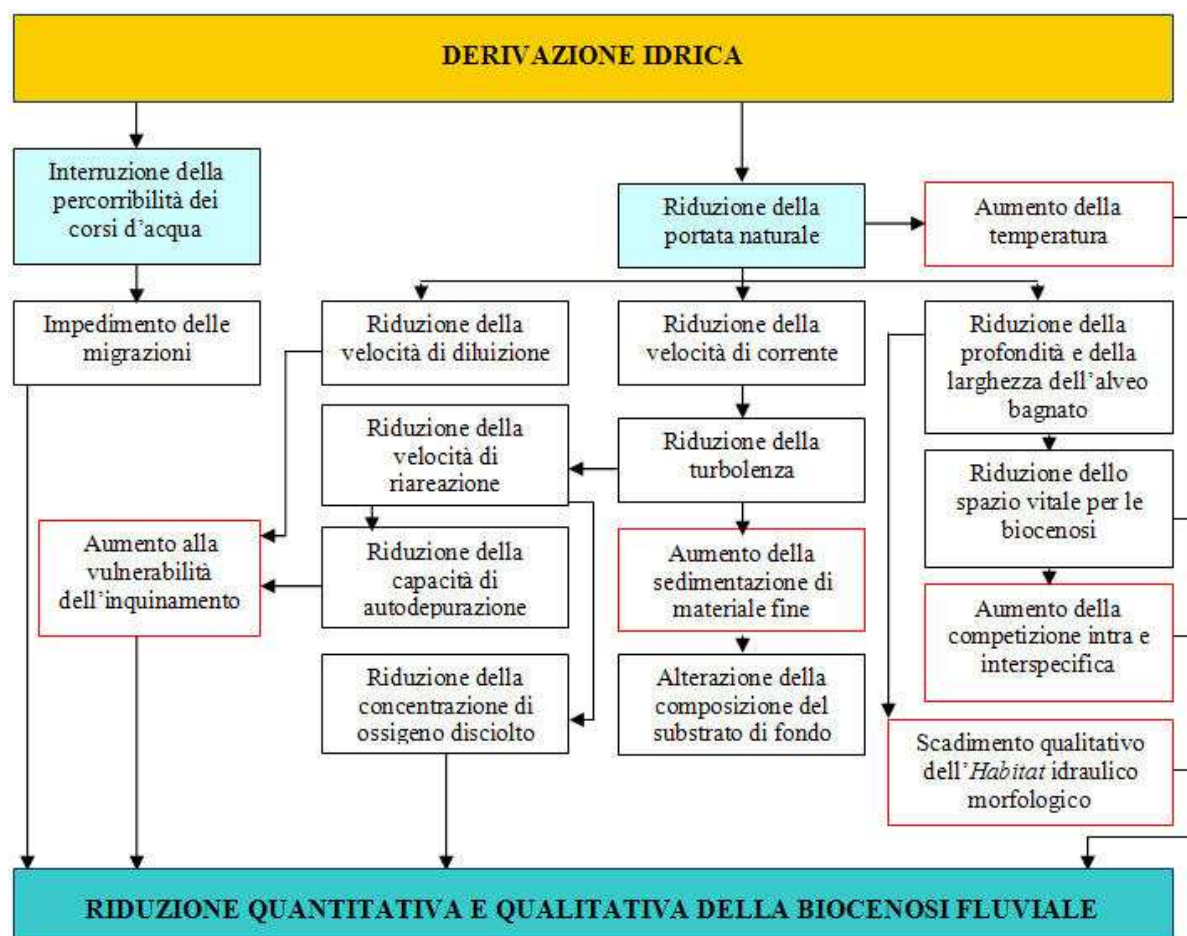 DERIVAZIONE IDRICA
Interruzione della
percorribilità dei
corsi d'acqua
Riduzione della
portata naturale
Aumento della
temperatura
Impedimento delle
migrazioni
Riduzione della
velocità di diluizione
Riduzione della
velocità di corrente
Riduzione della
profondità e della
larghezza dell'alveo
bagnato
Riduzione della
velocità di
riareazione
Riduzione della
turbolenza
Riduzione dello
spazio vitale per le
biocenosi
Aumento alla
vulnerabilità
dell'inquinamento
Riduzione della
capacità di
autodepurazione
Aumento della
sedimentazione di
materiale fine
Aumento della
competizione intra e
interspecifica
Riduzione della
concentrazione di
ossigeno disciolto
Alterazione della
composizione del
substrato di fondo
Scadimento qualitativo
dell'Habitat idraulico
morfologico
RIDUZIONE QUANTITATIVA E QUALITATIVA DELLA BIOCENOSI FLUVIALE